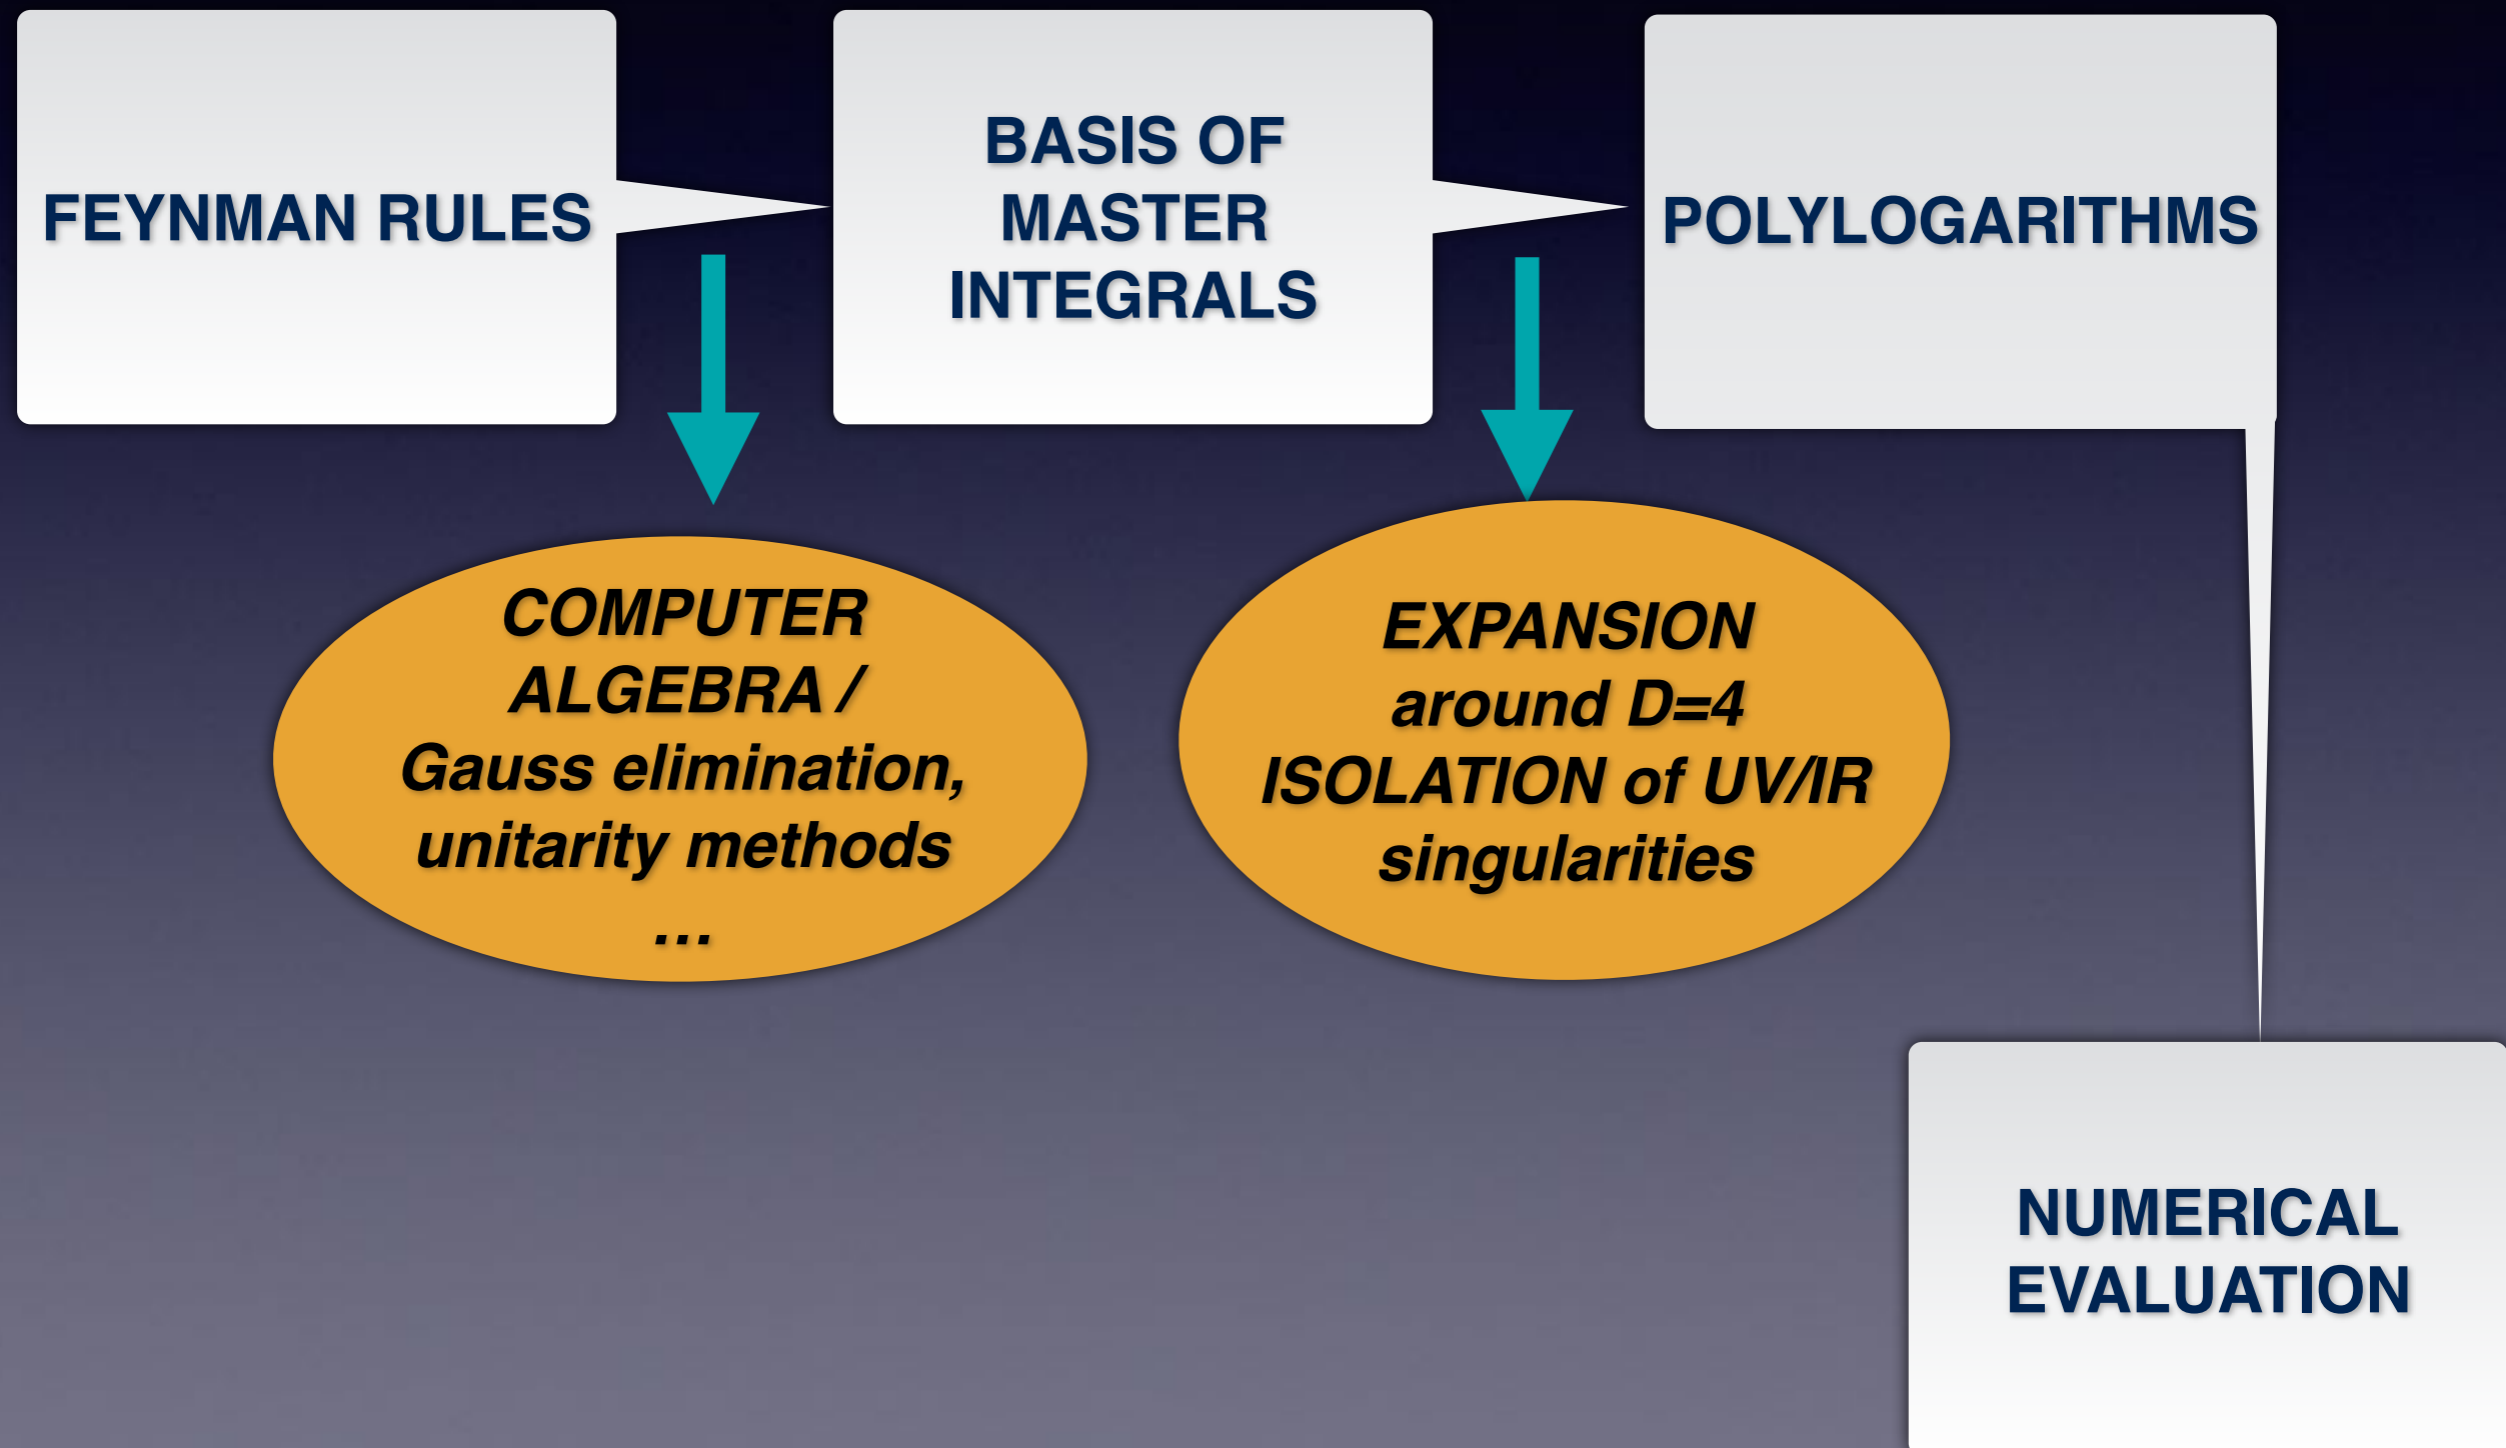 FEYNMAN RULES
BASIS OF
MASTER
INTEGRALS
POLYLOGARITHMS
COMPUTER
ALGEBRA /
Gauss elimination,
unitarity methods
…
EXPANSION
around D=4
ISOLATION of UV/IR
singularities
NUMERICAL
EVALUATION